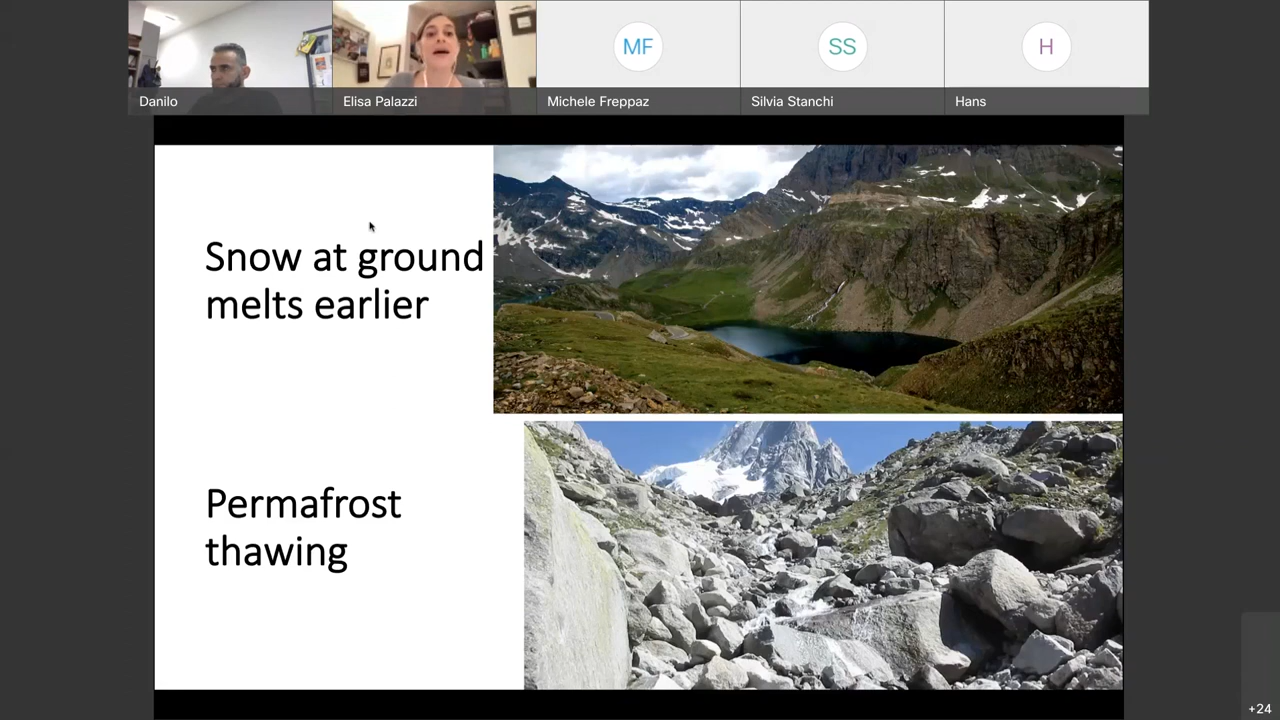 MF
SS
H
Danilo
Elisa Palazzi
Michele Freppaz
Silvia Stanchi
Hans
Snow at ground
melts earlier
Permafrost
thawing
+24